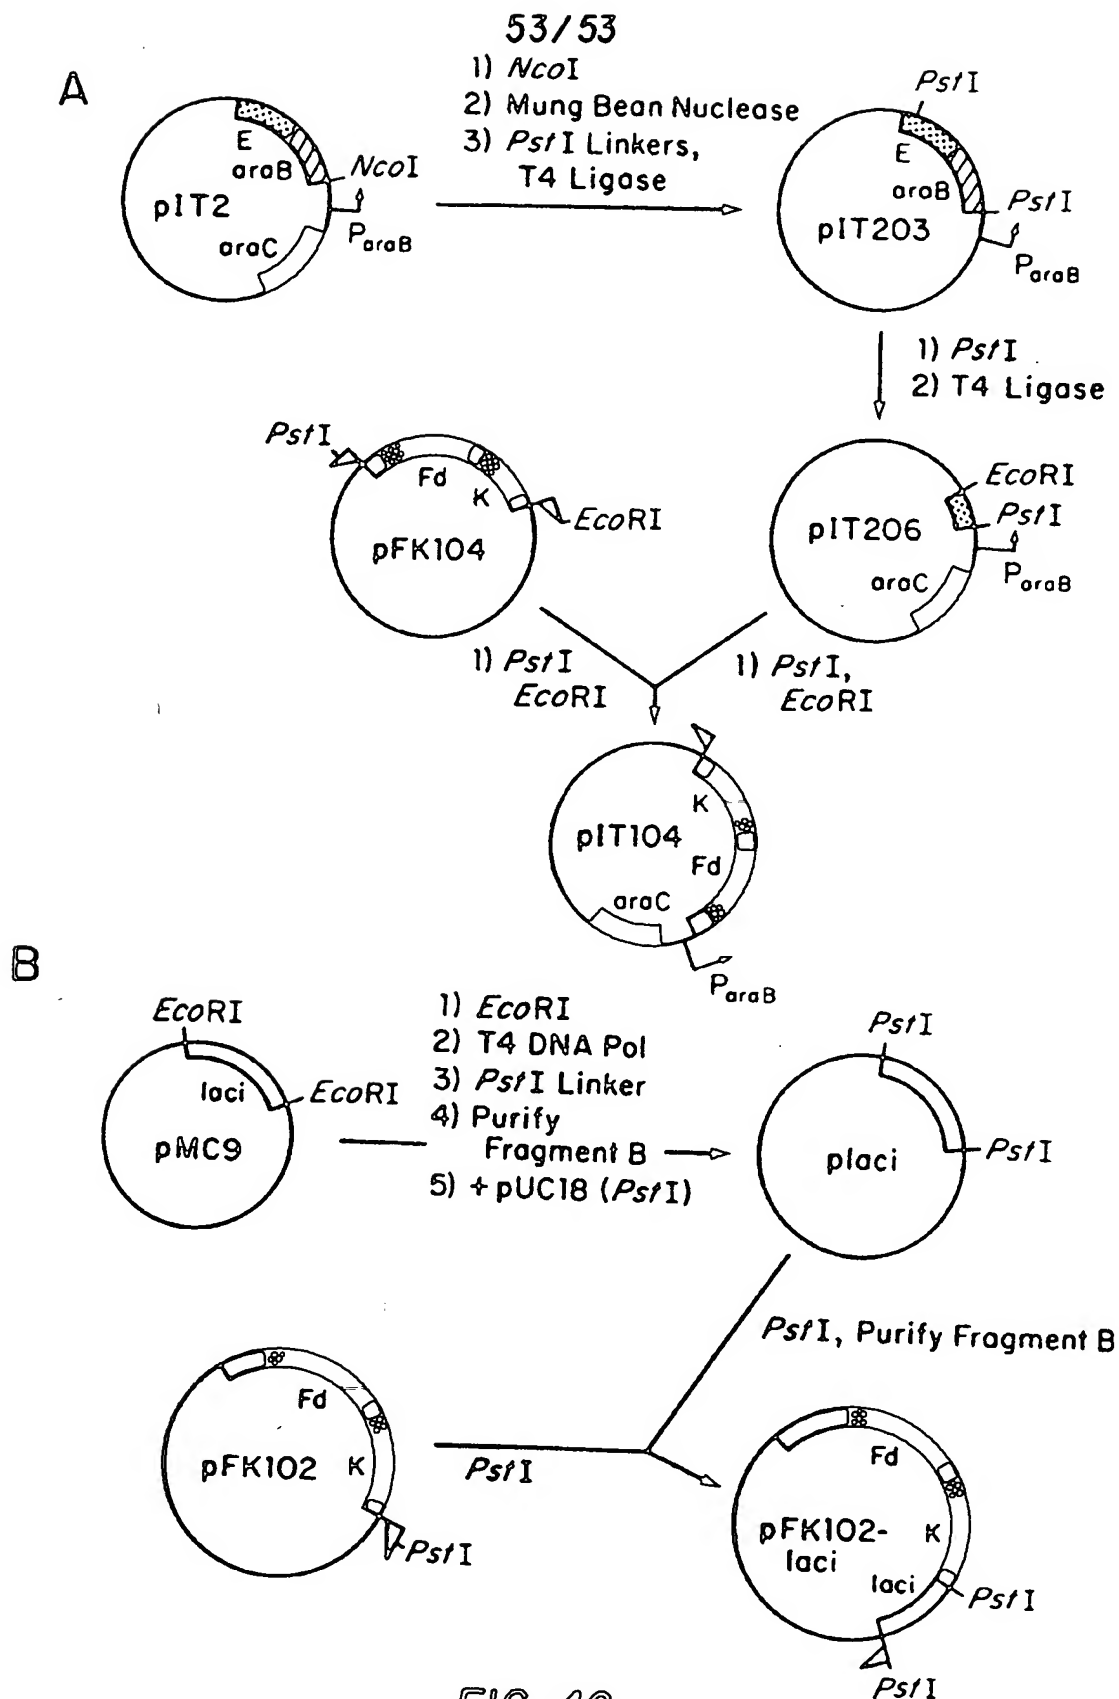 53/53
A
1) NcoI
2) Mung Bean Nuclease
3) PstI Linkers,
T4 Ligase
E
araB
NcoI
pIT2
araC
ParaB
PstI
E
araB
PstI
pIT203
ParaB
1) PstI
2) T4 Ligase
PstI
Fd
K
EcoRI
pFK104
EcoRI
PstI
pIT206
araC
ParaB
1) PstI
EcoRI
1) PstI,
EcoRI
K
pIT104
Fd
araC
ParaB
B
EcoRI
laci
EcoRI
pMC9
1) EcoRI
2) T4 DNA Pol
3) PstI Linker
4) Purify
Fragment B
5) + pUC18 (PstI)
PstI
PstI
placi
PstI, Purify Fragment B
Fd
pFK102
K
PstI
PstI
Fd
pFK102-
laci
K
laci
PstI
PstI